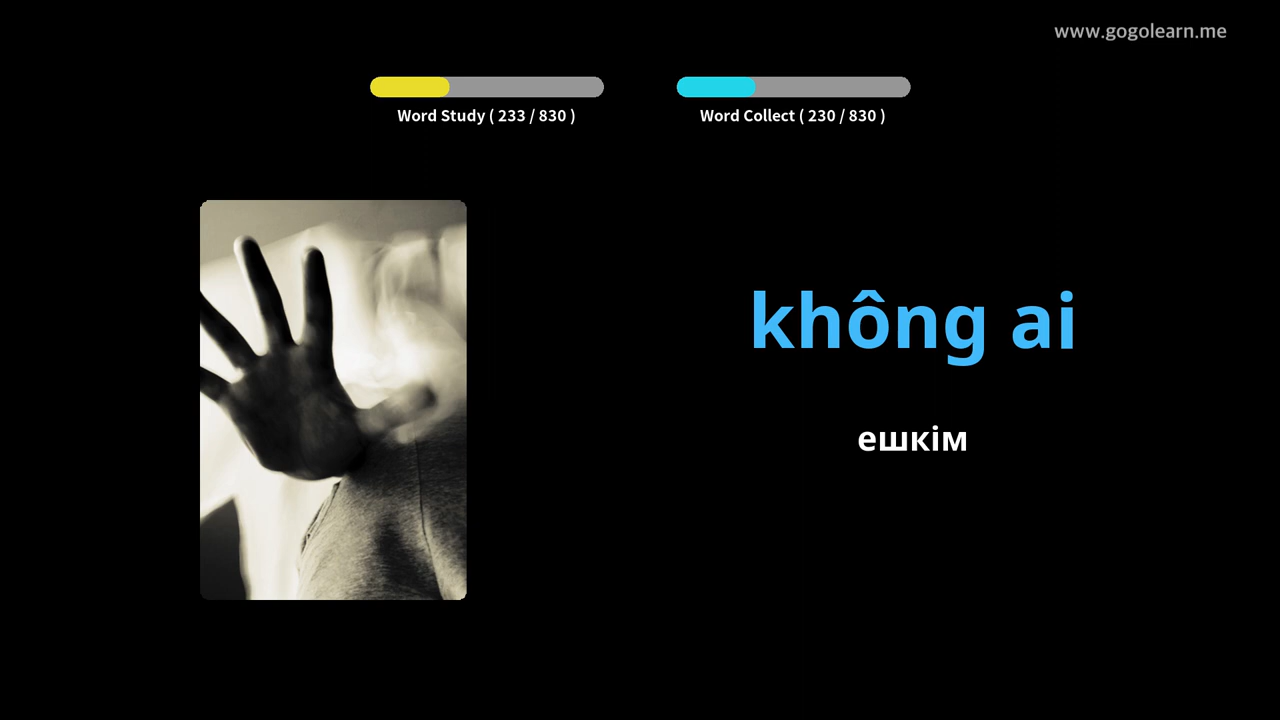 www.gogolearn.me
Word Study ( 233 / 830 )
Word Collect ( 230 / 830 )
không ai
ешкім